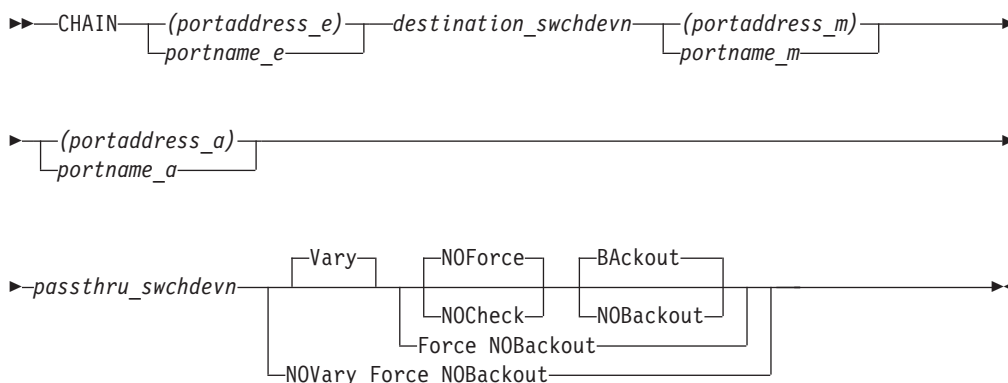 CHAIN (portaddress_e) destination_swchdevn (portaddress_m)
portname_e portname_m
(portaddress_a)
portname_a
Vary NOForce BAckout
passthru_swchdevn
NOCheck NOBackout
Force NOBackout
NOVary Force NOBackout